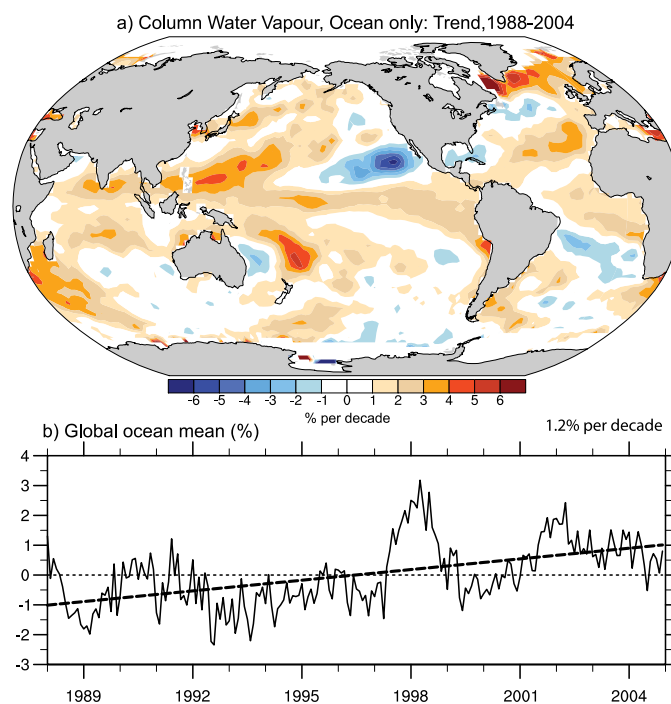 a) Column Water Vapour, Ocean only: Trend,1988-2004
-6 -5 -4 -3 -2 -1 0 1 2 3 4 5 6
% per decade
b) Global ocean mean (%)
1.2% per decade
4
3
2
1
0
-1
-2
-3
1989 1992 1995 1998 2001 2004